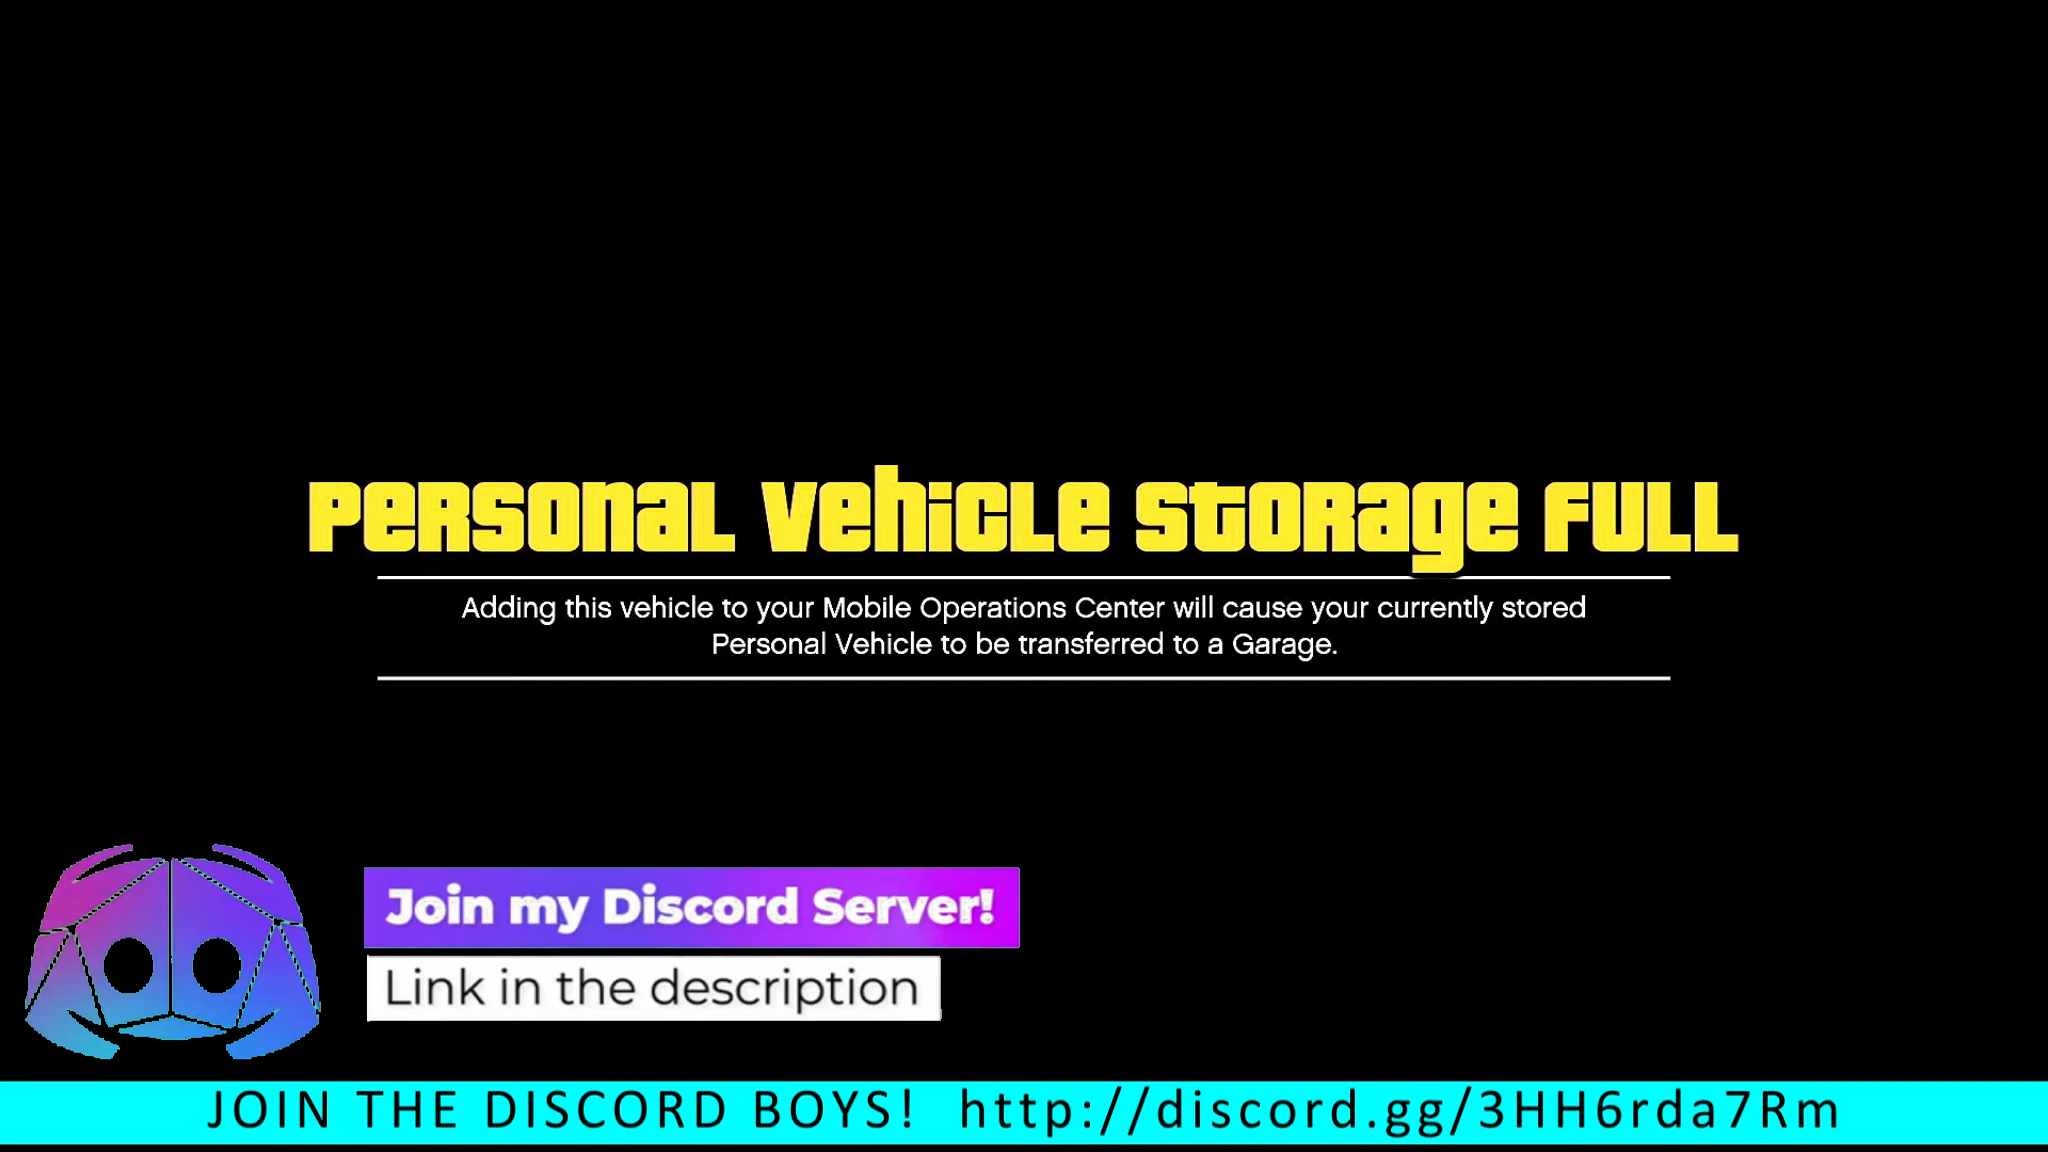 Personal Vehicle Storage Full
Adding this vehicle to your Mobile Operations Center will cause your currently stored
Personal Vehicle to be transferred to a Garage.
Join my Discord Server!
Link in the description
JOIN THE DISCORD BOYS! http://discord.gg/3HH6rda7Rm